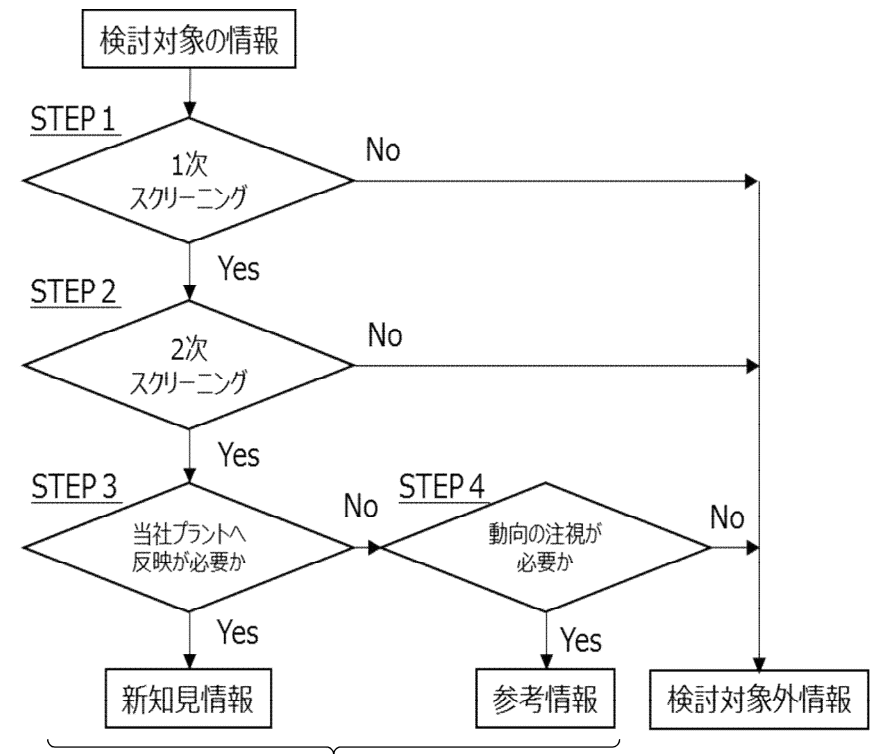 検討対象の情報
STEP 1
1次
スクリーニング
No
Yes
STEP 2
2次
スクリーニング
No
Yes
STEP 3
当社プラントへ
反映が必要か
No
STEP 4
動向の注視が
必要か
No
Yes
Yes
新知見情報
参考情報
検討対象外情報